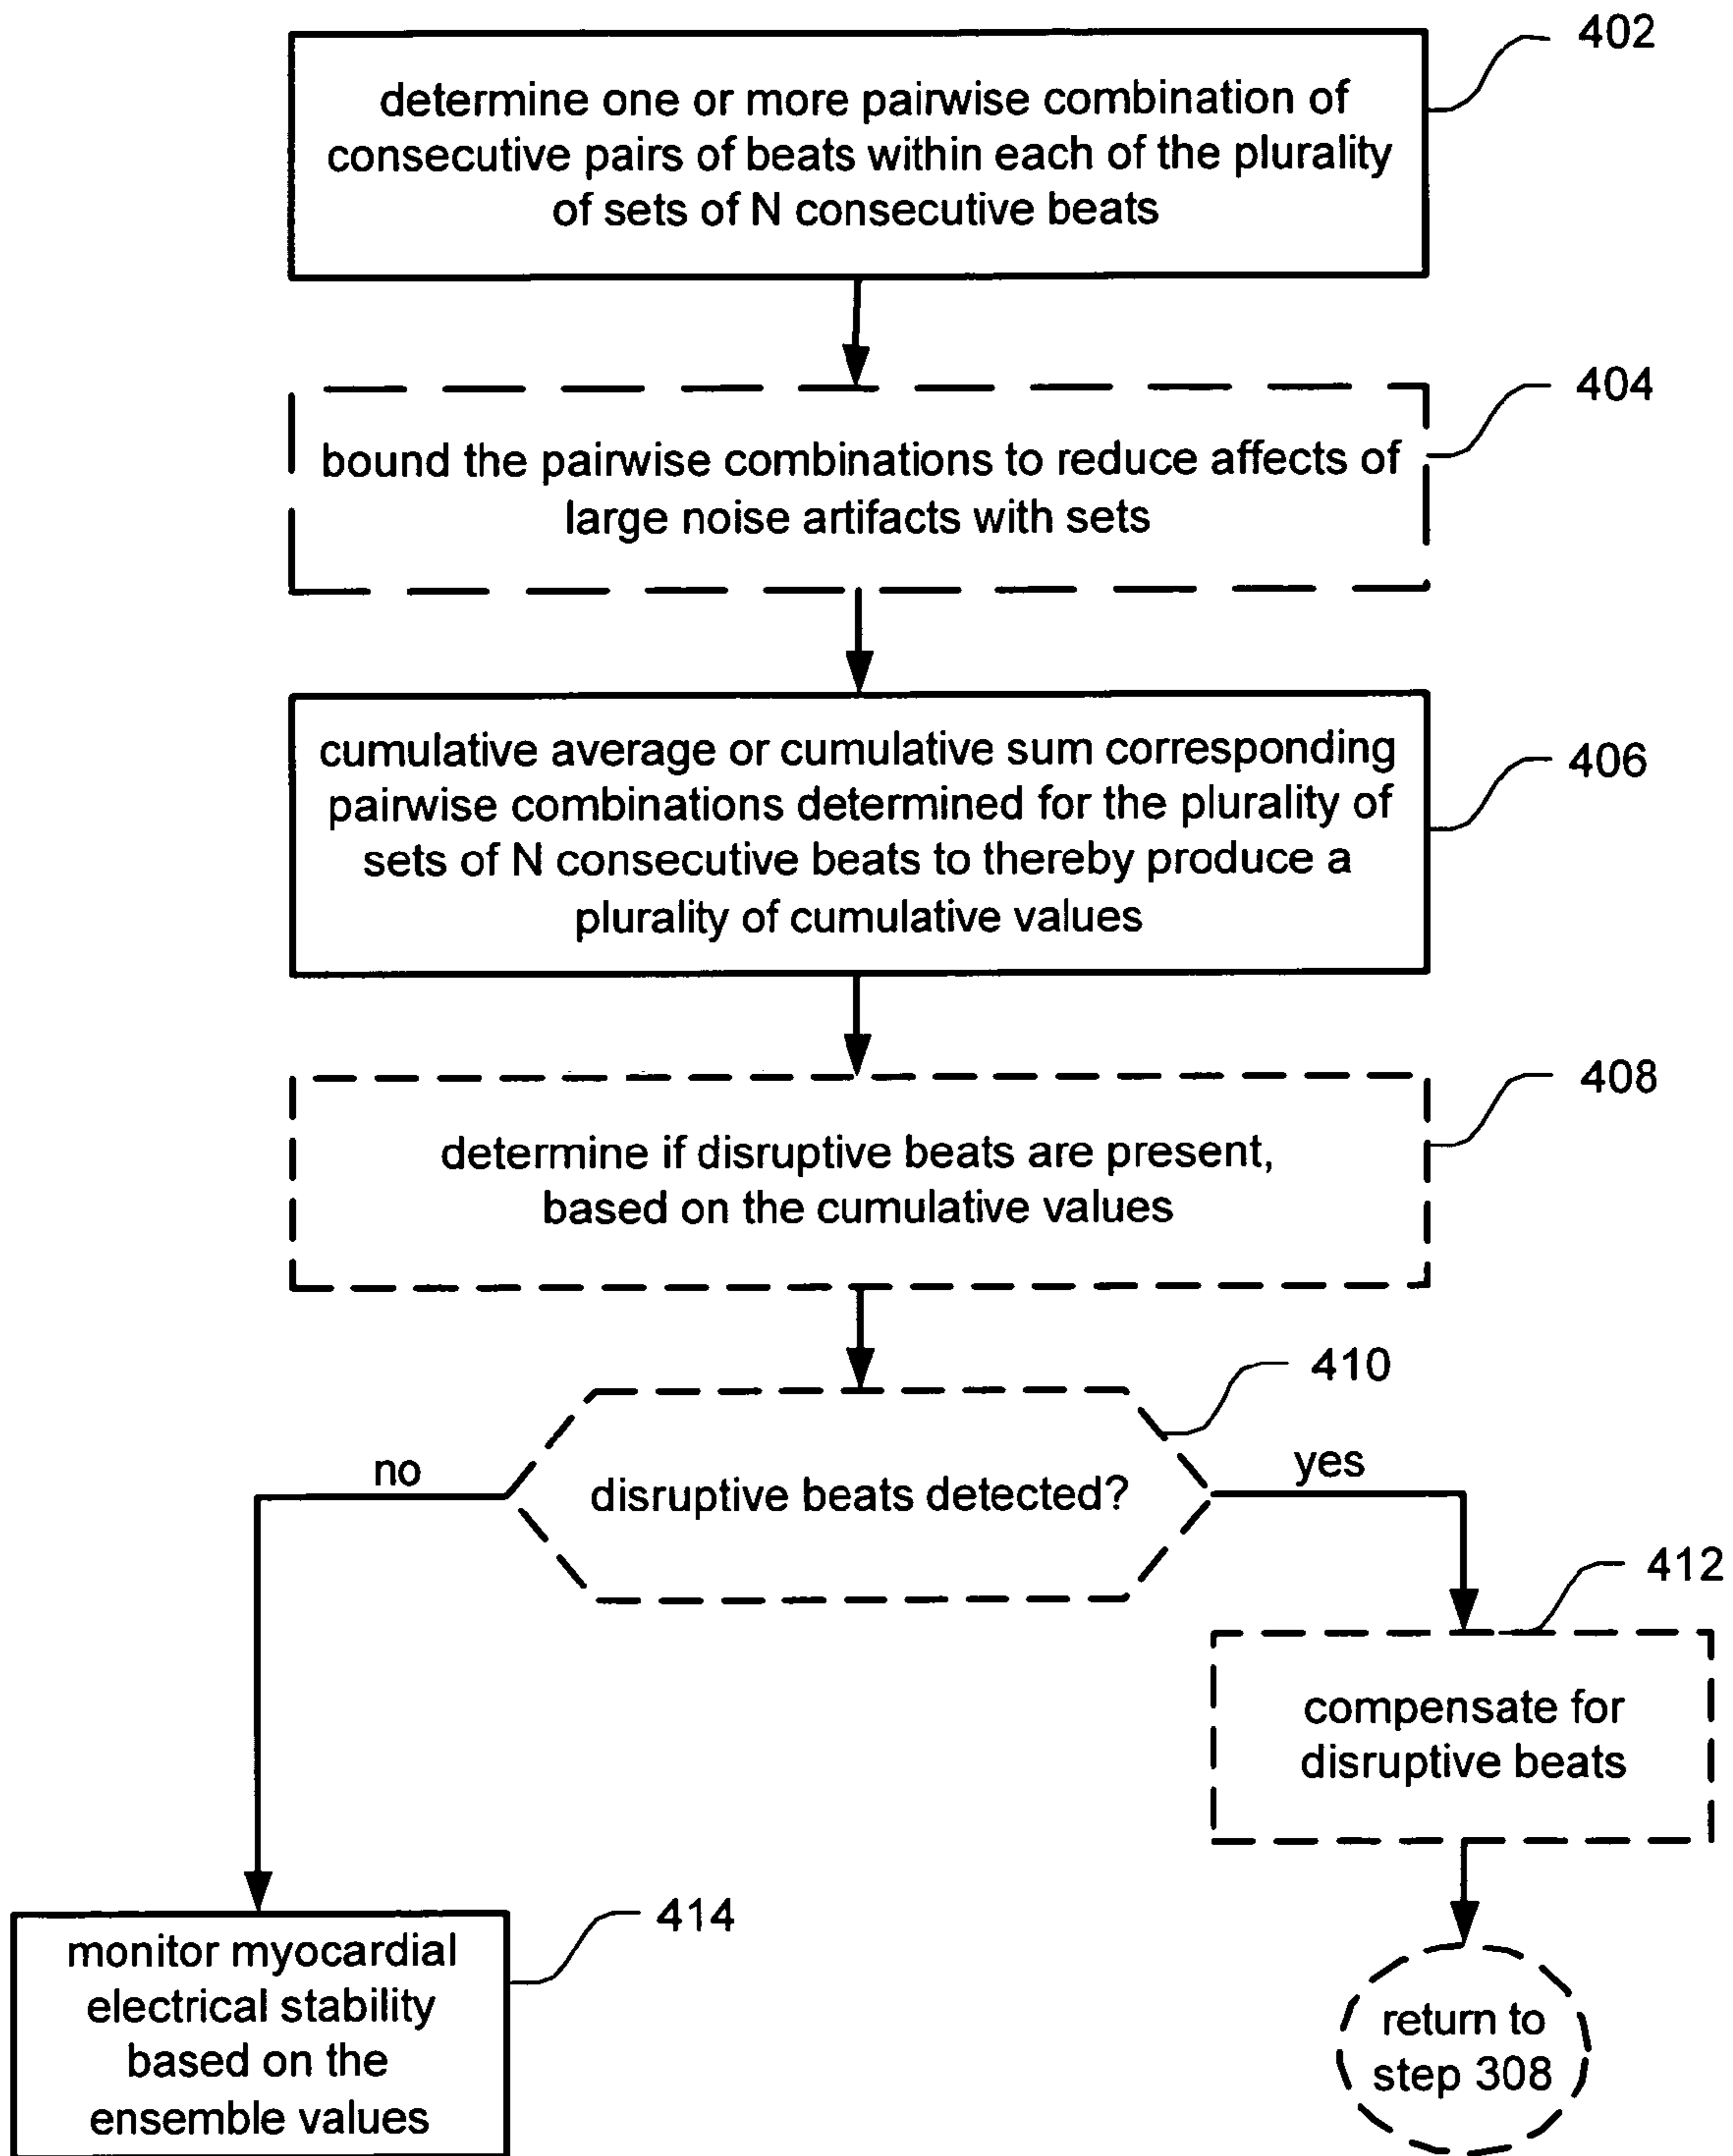 402
determine one or more pairwise combination of
consecutive pairs of beats within each of the plurality
of sets of N consecutive beats
404
bound the pairwise combinations to reduce affects of
large noise artifacts with sets
406
cumulative average or cumulative sum corresponding
pairwise combinations determined for the plurality of
sets of N consecutive beats to thereby produce a
plurality of cumulative values
408
determine if disruptive beats are present,
based on the cumulative values
410
no
disruptive beats detected?
yes
412
compensate for
disruptive beats
414
monitor myocardial
electrical stability
based on the
ensemble values
return to
step 308